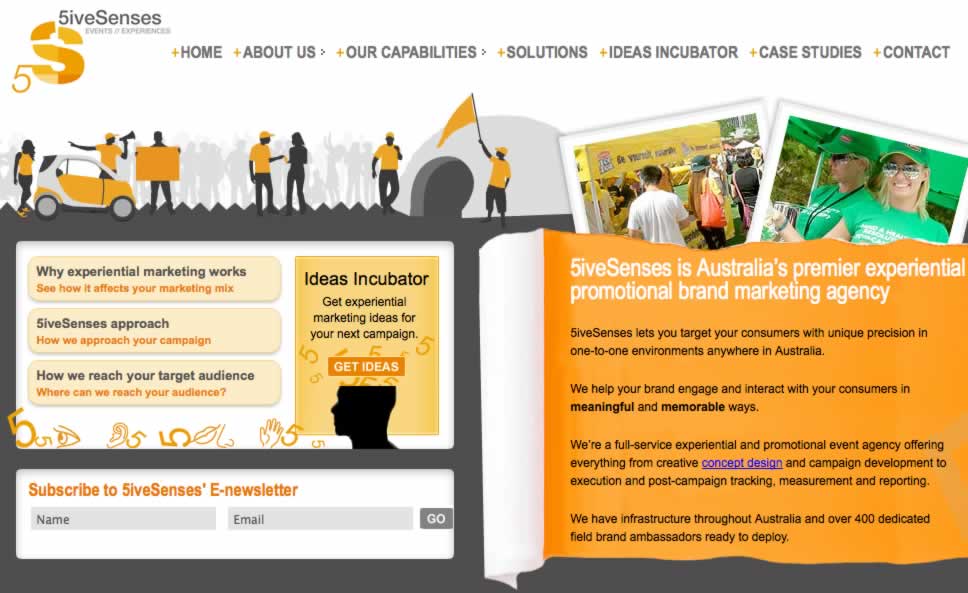 5iveSenses
EVENTS // EXPERIENCES
5
+HOME +ABOUT US +OUR CAPABILITIES +SOLUTIONS +IDEAS INCUBATOR +CASE STUDIES +CONTACT
Why experiential marketing works
See how it affects your marketing mix
5iveSenses approach
How we approach your campaign
How we reach your target audience
Where can we reach your audience?
Ideas Incubator
Get experiential
marketing ideas for
your next campaign.
GET IDEAS
Subscribe to 5iveSenses' E-newsletter
Name Email GO
5iveSenses is Australia's premier experiential
promotional brand marketing agency
5iveSenses lets you target your consumers with unique precision in
one-to-one environments anywhere in Australia.
We help your brand engage and interact with your consumers in
meaningful and memorable ways.
We're a full-service experiential and promotional event agency offering
everything from creative concept design and campaign development to
execution and post-campaign tracking, measurement and reporting.
We have infrastructure throughout Australia and over 400 dedicated
field brand ambassadors ready to deploy.